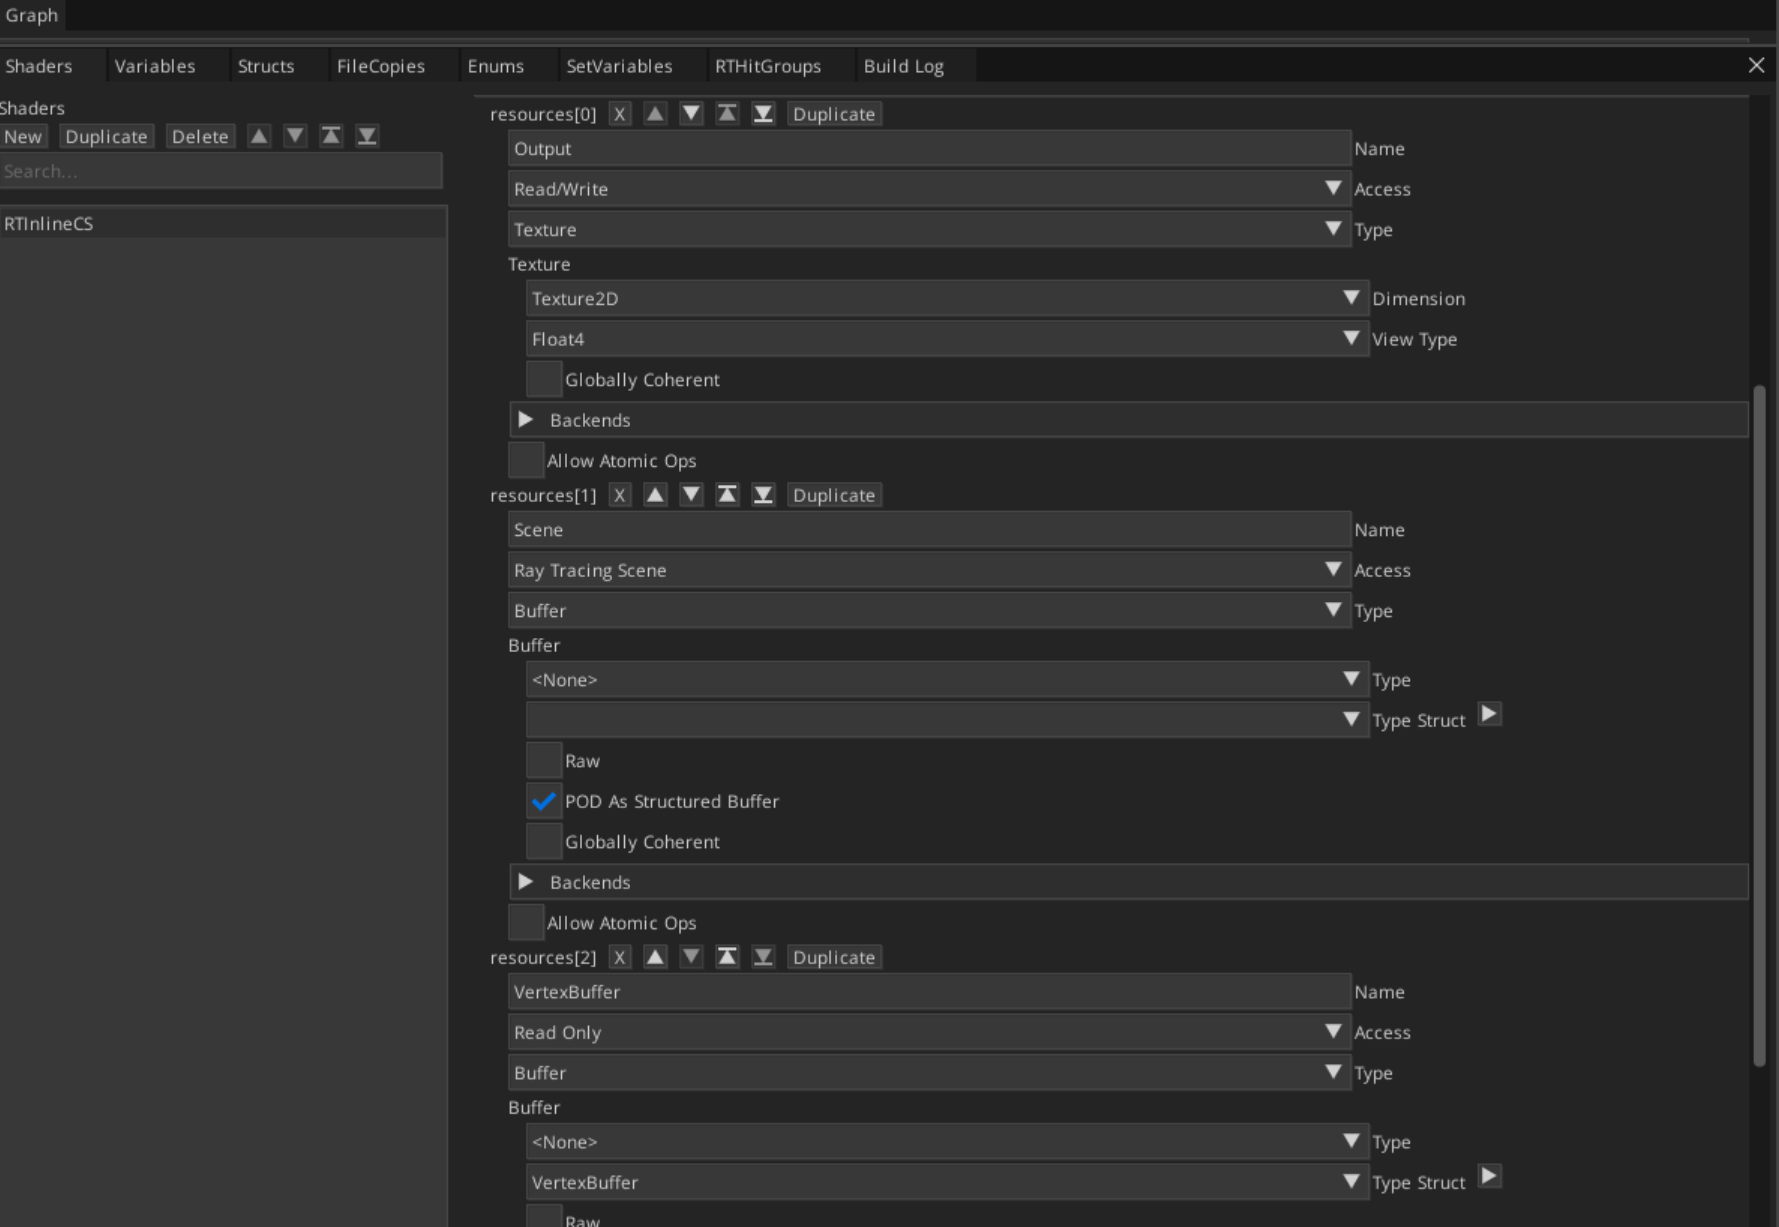 Graph
Shaders Variables Structs FileCopies Enums SetVariables RTHitGroups Build Log
Shaders
New Duplicate Delete
Search...
RTInlineCS
resources[0] X Duplicate
Output Name
Read/Write Access
Texture Type
Texture
Texture2D Dimension
Float4 View Type
Globally Coherent
Backends
Allow Atomic Ops
resources[1] X Duplicate
Scene Name
Ray Tracing Scene Access
Buffer Type
Buffer
<None> Type
Type Struct
Raw
POD As Structured Buffer
Globally Coherent
Backends
Allow Atomic Ops
resources[2] X Duplicate
VertexBuffer Name
Read Only Access
Buffer Type
Buffer
<None> Type
VertexBuffer Type Struct
Raw